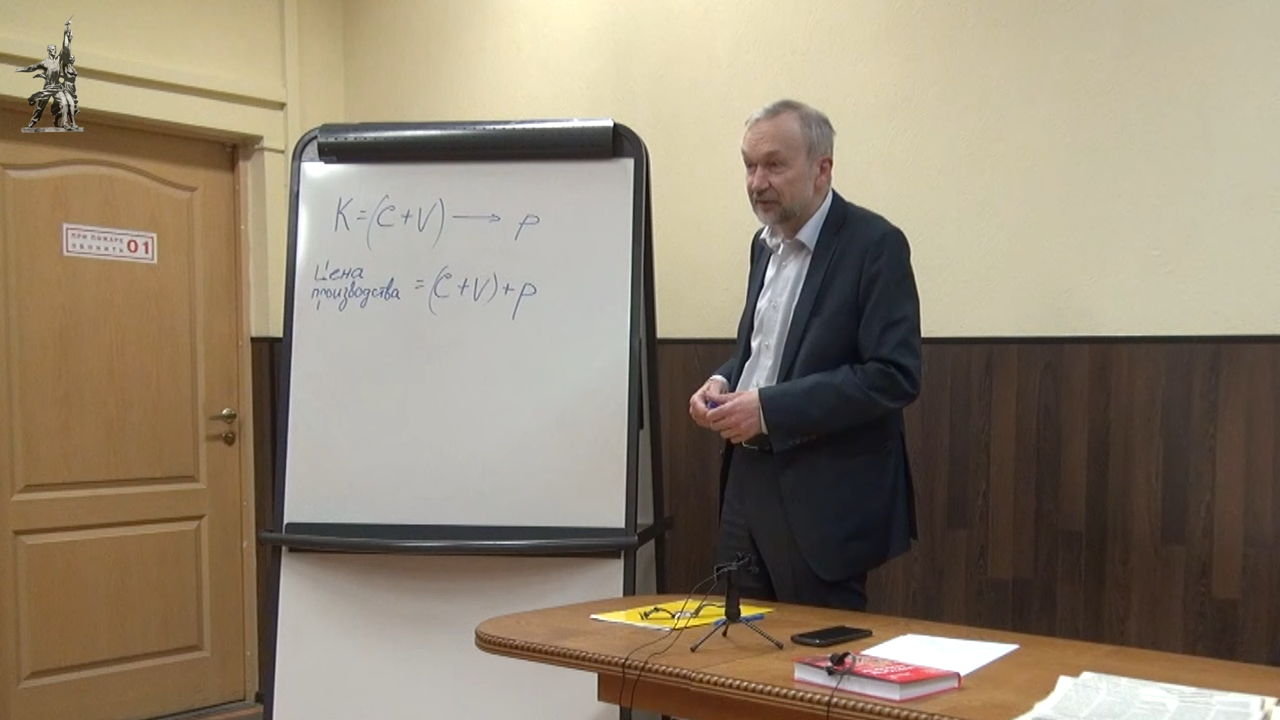 K=(C+V) → p
Цена
производства =(C+V)+p
ПРИ ПОЖАРЕ
ЗВОНИТЬ 01